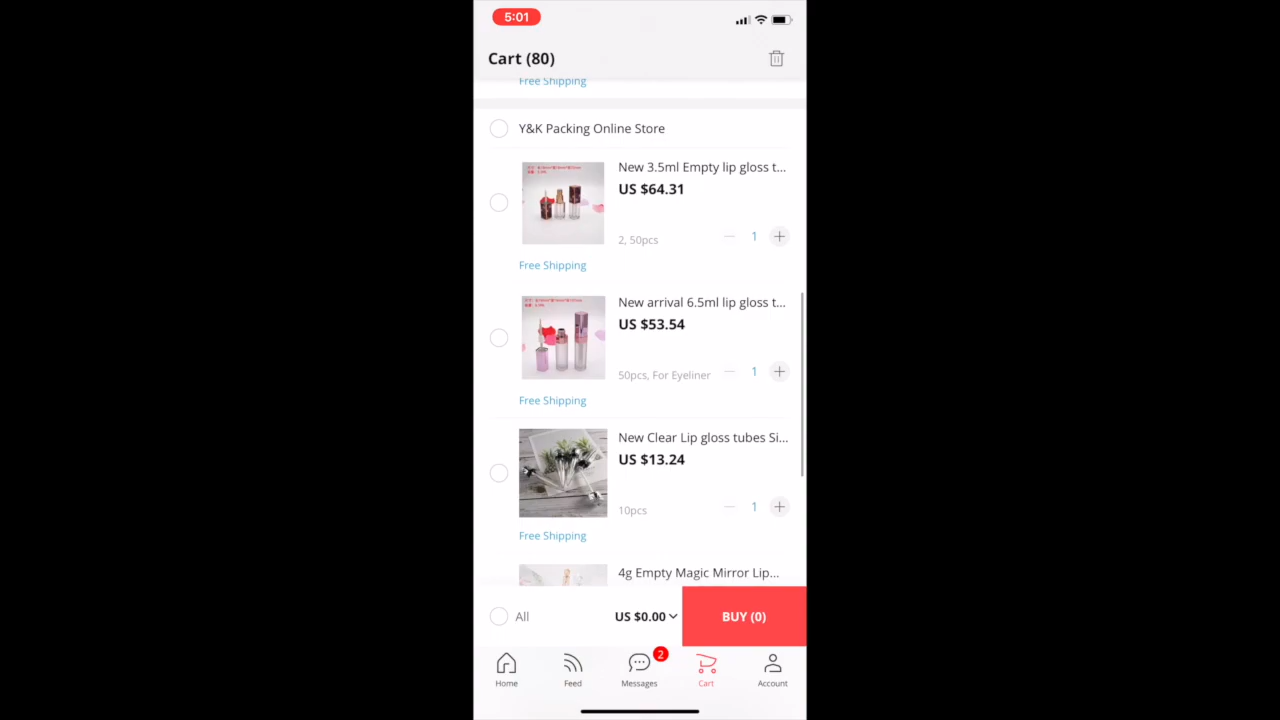 5:01
Cart (80)
Free Shipping
Y&K Packing Online Store
New 3.5ml Empty lip gloss t...
US $64.31
2, 50pcs
1
Free Shipping
New arrival 6.5ml lip gloss t...
US $53.54
50pcs, For Eyeliner
1
Free Shipping
New Clear Lip gloss tubes Si...
US $13.24
10pcs
1
Free Shipping
4g Empty Magic Mirror Lip...
All
US $0.00
BUY (0)
2
Home
Feed
Messages
Cart
Account